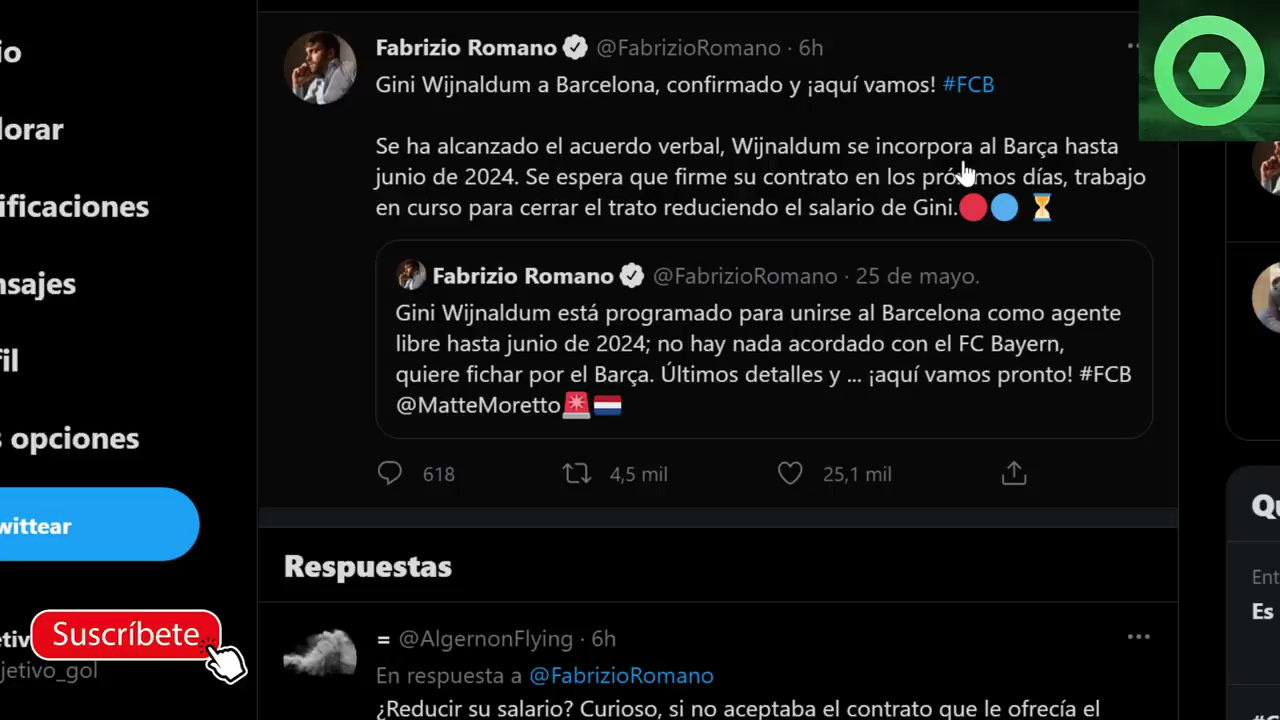 io
Fabrizio Romano @FabrizioRomano · 6h
Gini Wijnaldum a Barcelona, confirmado y ¡aquí vamos! #FCB
lorar
Se ha alcanzado el acuerdo verbal, Wijnaldum se incorpora al Barça hasta
junio de 2024. Se espera que firme su contrato en los próximos días, trabajo
en curso para cerrar el trato reduciendo el salario de Gini.
ificaciones
Fabrizio Romano @FabrizioRomano · 25 de mayo.
nsajes
Gini Wijnaldum está programado para unirse al Barcelona como agente
libre hasta junio de 2024; no hay nada acordado con el FC Bayern,
fil
quiere fichar por el Barça. Últimos detalles y ... ¡aquí vamos pronto! #FCB
@MatteMoretto
s opciones
618 4,5 mil 25,1 mil
wittear
Qu
Respuestas
Ent
Es
etiv
Suscríbete
= @AlgernonFlying · 6h
jetivo_gol
En respuesta a @FabrizioRomano
¿Reducir su salario? Curioso, si no aceptaba el contrato que le ofrecía el